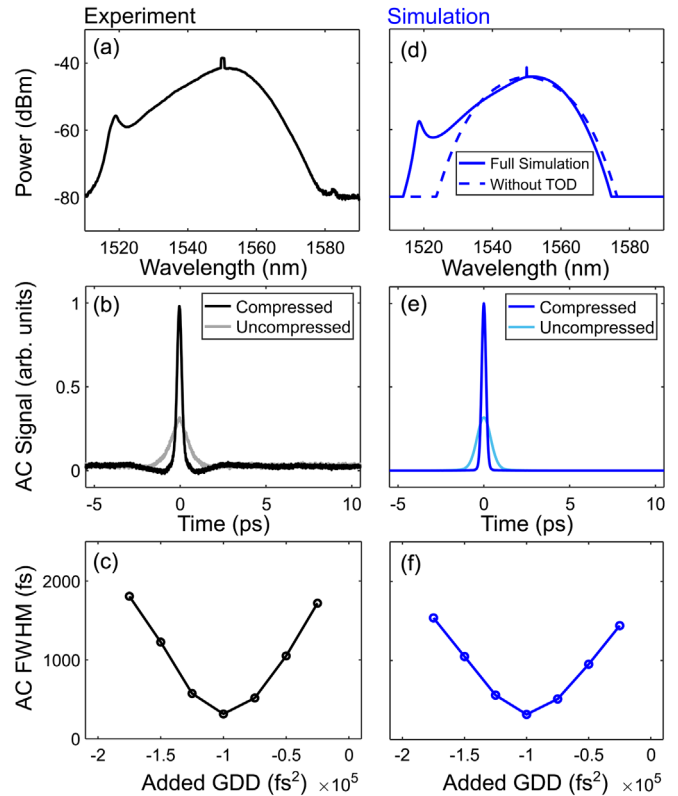 Experiment
Simulation
(a)
-40
-60
-80
Power (dBm)
1520 1540 1560 1580
Wavelength (nm)
(d)
Full Simulation
Without TOD
1520 1540 1560 1580
Wavelength (nm)
(b)
Compressed
Uncompressed
1
0.5
0
AC Signal (arb. units)
-5 0 5 10
Time (ps)
(e)
Compressed
Uncompressed
-5 0 5 10
Time (ps)
(c)
2000
1000
0
AC FWHM (fs)
-2 -1.5 -1 -0.5 0
Added GDD (fs²) ×10⁵
(f)
-2 -1.5 -1 -0.5 0
Added GDD (fs²) ×10⁵